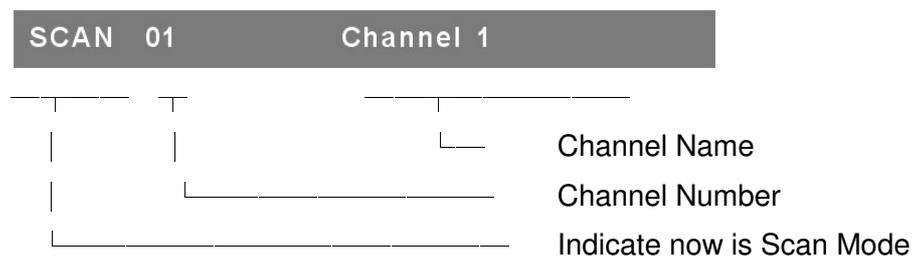 SCAN 01 Channel 1
Channel Name
Channel Number
Indicate now is Scan Mode